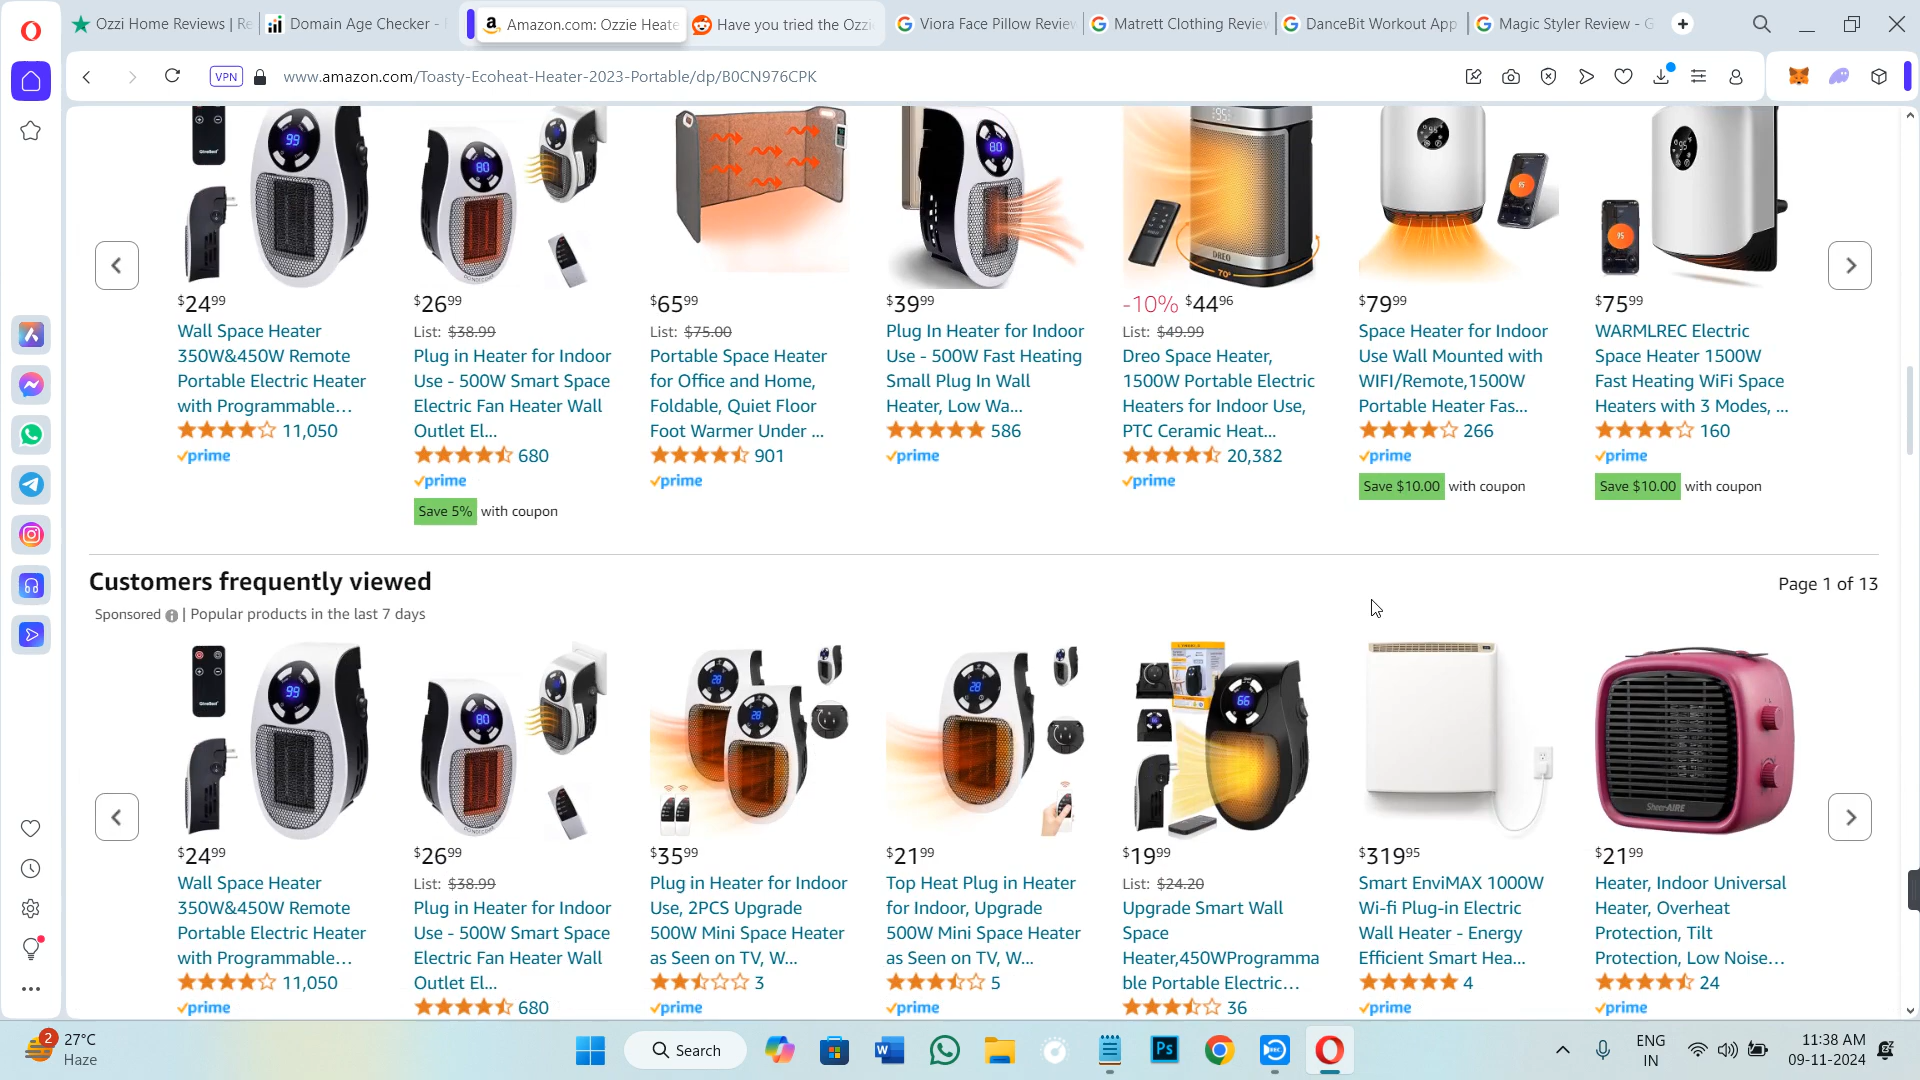 Ozzi Home Reviews | Re
Domain Age Checker -
Amazon.com: Ozzie Heate
Have you tried the Ozzi
Viora Face Pillow Review
Matrett Clothing Review
DanceBit Workout App
Magic Styler Review - G
VPN
www.amazon.com/Toasty-Ecoheat-Heater-2023-Portable/dp/B0CN976CPK
$24.99
$26.99
$65.99
$39.99
-10% $44.96
$79.99
$75.99
List: $38.99
List: $75.00
List: $49.99
Wall Space Heater
350W&450W Remote
Portable Electric Heater
with Programmable...
11,050
prime
Plug in Heater for Indoor
Use - 500W Smart Space
Electric Fan Heater Wall
Outlet El...
680
prime
Save 5% with coupon
Portable Space Heater
for Office and Home,
Foldable, Quiet Floor
Foot Warmer Under ...
901
prime
Plug In Heater for Indoor
Use - 500W Fast Heating
Small Plug In Wall
Heater, Low Wa...
586
prime
Dreo Space Heater,
1500W Portable Electric
Heaters for Indoor Use,
PTC Ceramic Heat...
20,382
prime
Space Heater for Indoor
Use Wall Mounted with
WIFI/Remote,1500W
Portable Heater Fas...
266
prime
Save $10.00 with coupon
WARMLREC Electric
Space Heater 1500W
Fast Heating WiFi Space
Heaters with 3 Modes, ...
160
prime
Save $10.00 with coupon
Customers frequently viewed
Page 1 of 13
Sponsored | Popular products in the last 7 days
$24.99
Wall Space Heater
350W&450W Remote
Portable Electric Heater
with Programmable...
11,050
prime
$26.99
List: $38.99
Plug in Heater for Indoor
Use - 500W Smart Space
Electric Fan Heater Wall
Outlet El...
680
$35.99
Plug in Heater for Indoor
Use, 2PCS Upgrade
500W Mini Space Heater
as Seen on TV, W...
3
prime
$21.99
Top Heat Plug in Heater
for Indoor, Upgrade
500W Mini Space Heater
as Seen on TV, W...
5
prime
$19.99
List: $24.20
Upgrade Smart Wall
Space
Heater,450WProgramma
ble Portable Electric...
36
$319.95
Smart EnviMAX 1000W
Wi-fi Plug-in Electric
Wall Heater - Energy
Efficient Smart Hea...
4
prime
$21.99
Heater, Indoor Universal
Heater, Overheat
Protection, Tilt
Protection, Low Noise...
24
prime
2
27°C
Haze
Search
ENG
IN
11:38 AM
09-11-2024